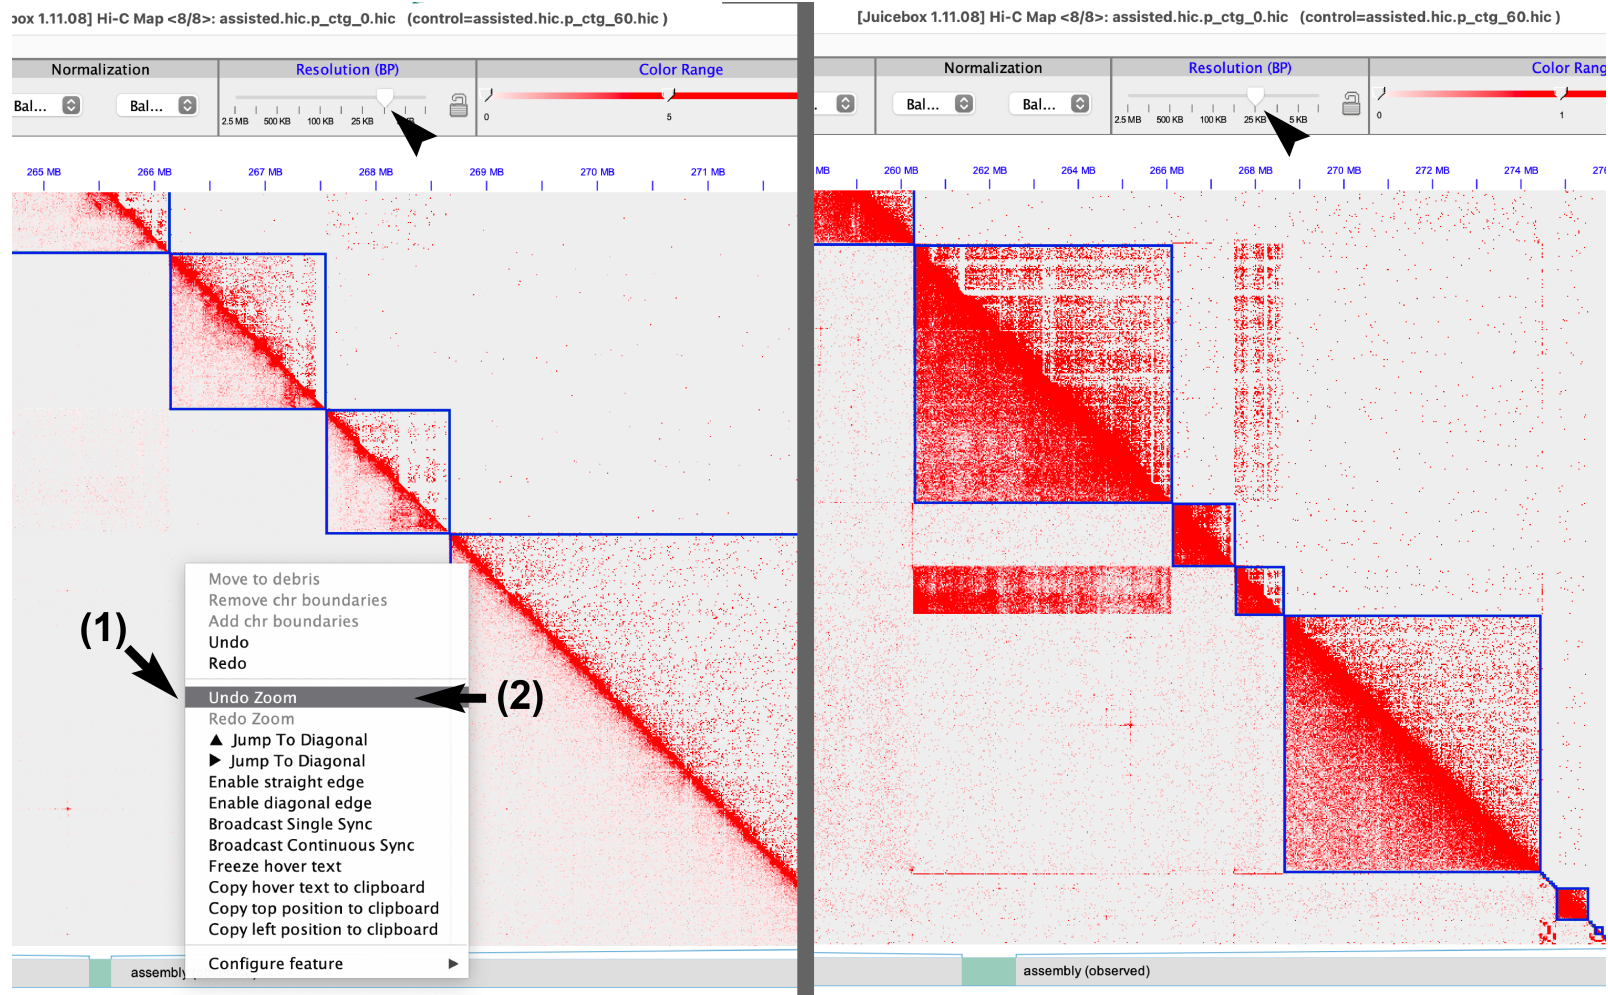 box 1.11.08] Hi-C Map <8/8>: assisted.hic.p_ctg_0.hic (control=assisted.hic.p_ctg_60.hic )
Normalization
Resolution (BP)
Color Range
Bal...
Bal...
2.5 MB
500 KB
100 KB
25 KB
0
5
265 MB
266 MB
267 MB
268 MB
269 MB
270 MB
271 MB
(1)
Move to debris
Remove chr boundaries
Add chr boundaries
Undo
Redo
Undo Zoom
(2)
Redo Zoom
▲ Jump To Diagonal
▶ Jump To Diagonal
Enable straight edge
Enable diagonal edge
Broadcast Single Sync
Broadcast Continuous Sync
Freeze hover text
Copy hover text to clipboard
Copy top position to clipboard
Copy left position to clipboard
Configure feature ▶
assembly
[Juicebox 1.11.08] Hi-C Map <8/8>: assisted.hic.p_ctg_0.hic (control=assisted.hic.p_ctg_60.hic )
Normalization
Resolution (BP)
Color Rang
Bal...
Bal...
2.5 MB
500 KB
100 KB
25 KB
5 KB
0
1
MB
260 MB
262 MB
264 MB
266 MB
268 MB
270 MB
272 MB
274 MB
276
assembly (observed)